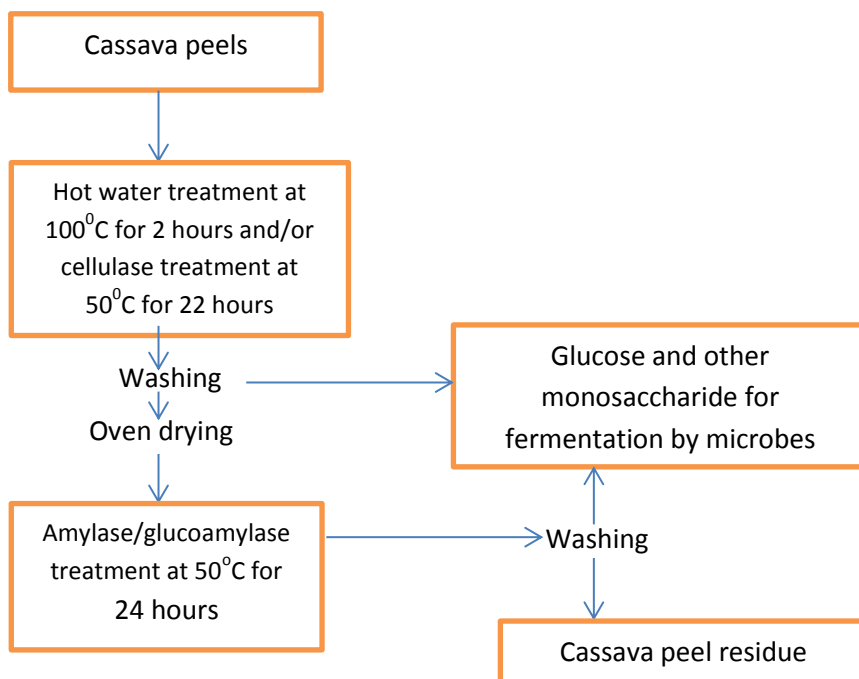 Cassava peels
Hot water treatment at
100⁰C for 2 hours and/or
cellulase treatment at
50⁰C for 22 hours
Washing
Oven drying
Glucose and other
monosaccharide for
fermentation by microbes
Amylase/glucoamylase
treatment at 50°C for
24 hours
Washing
Cassava peel residue